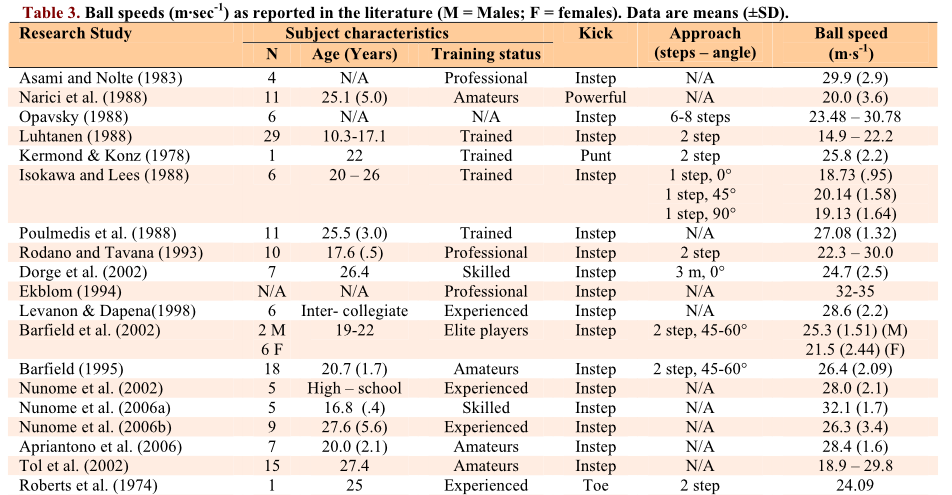 Table 3. Ball speeds (m·sec-1) as reported in the literature (M = Males; F = females). Data are means (±SD).
Research Study Subject characteristics Kick Approach Ball speed
N Age (Years) Training status (steps – angle) (m·s-1)
Asami and Nolte (1983) 4 N/A Professional Instep N/A 29.9 (2.9)
Narici et al. (1988) 11 25.1 (5.0) Amateurs Powerful N/A 20.0 (3.6)
Opavsky (1988) 6 N/A N/A Instep 6-8 steps 23.48 – 30.78
Luhtanen (1988) 29 10.3-17.1 Trained Instep 2 step 14.9 – 22.2
Kermond & Konz (1978) 1 22 Trained Punt 2 step 25.8 (2.2)
Isokawa and Lees (1988) 6 20 – 26 Trained Instep 1 step, 0° 18.73 (.95)
1 step, 45° 20.14 (1.58)
1 step, 90° 19.13 (1.64)
Poulmedis et al. (1988) 11 25.5 (3.0) Trained Instep N/A 27.08 (1.32)
Rodano and Tavana (1993) 10 17.6 (.5) Professional Instep 2 step 22.3 – 30.0
Dorge et al. (2002) 7 26.4 Skilled Instep 3 m, 0° 24.7 (2.5)
Ekblom (1994) N/A N/A Professional Instep N/A 32-35
Levanon & Dapena(1998) 6 Inter- collegiate Experienced Instep N/A 28.6 (2.2)
Barfield et al. (2002) 2 M 19-22 Elite players Instep 2 step, 45-60° 25.3 (1.51) (M)
6 F 21.5 (2.44) (F)
Barfield (1995) 18 20.7 (1.7) Amateurs Instep 2 step, 45-60° 26.4 (2.09)
Nunome et al. (2002) 5 High – school Experienced Instep N/A 28.0 (2.1)
Nunome et al. (2006a) 5 16.8 (.4) Skilled Instep N/A 32.1 (1.7)
Nunome et al. (2006b) 9 27.6 (5.6) Experienced Instep N/A 26.3 (3.4)
Apriantono et al. (2006) 7 20.0 (2.1) Amateurs Instep N/A 28.4 (1.6)
Tol et al. (2002) 15 27.4 Amateurs Instep N/A 18.9 – 29.8
Roberts et al. (1974) 1 25 Experienced Toe 2 step 24.09